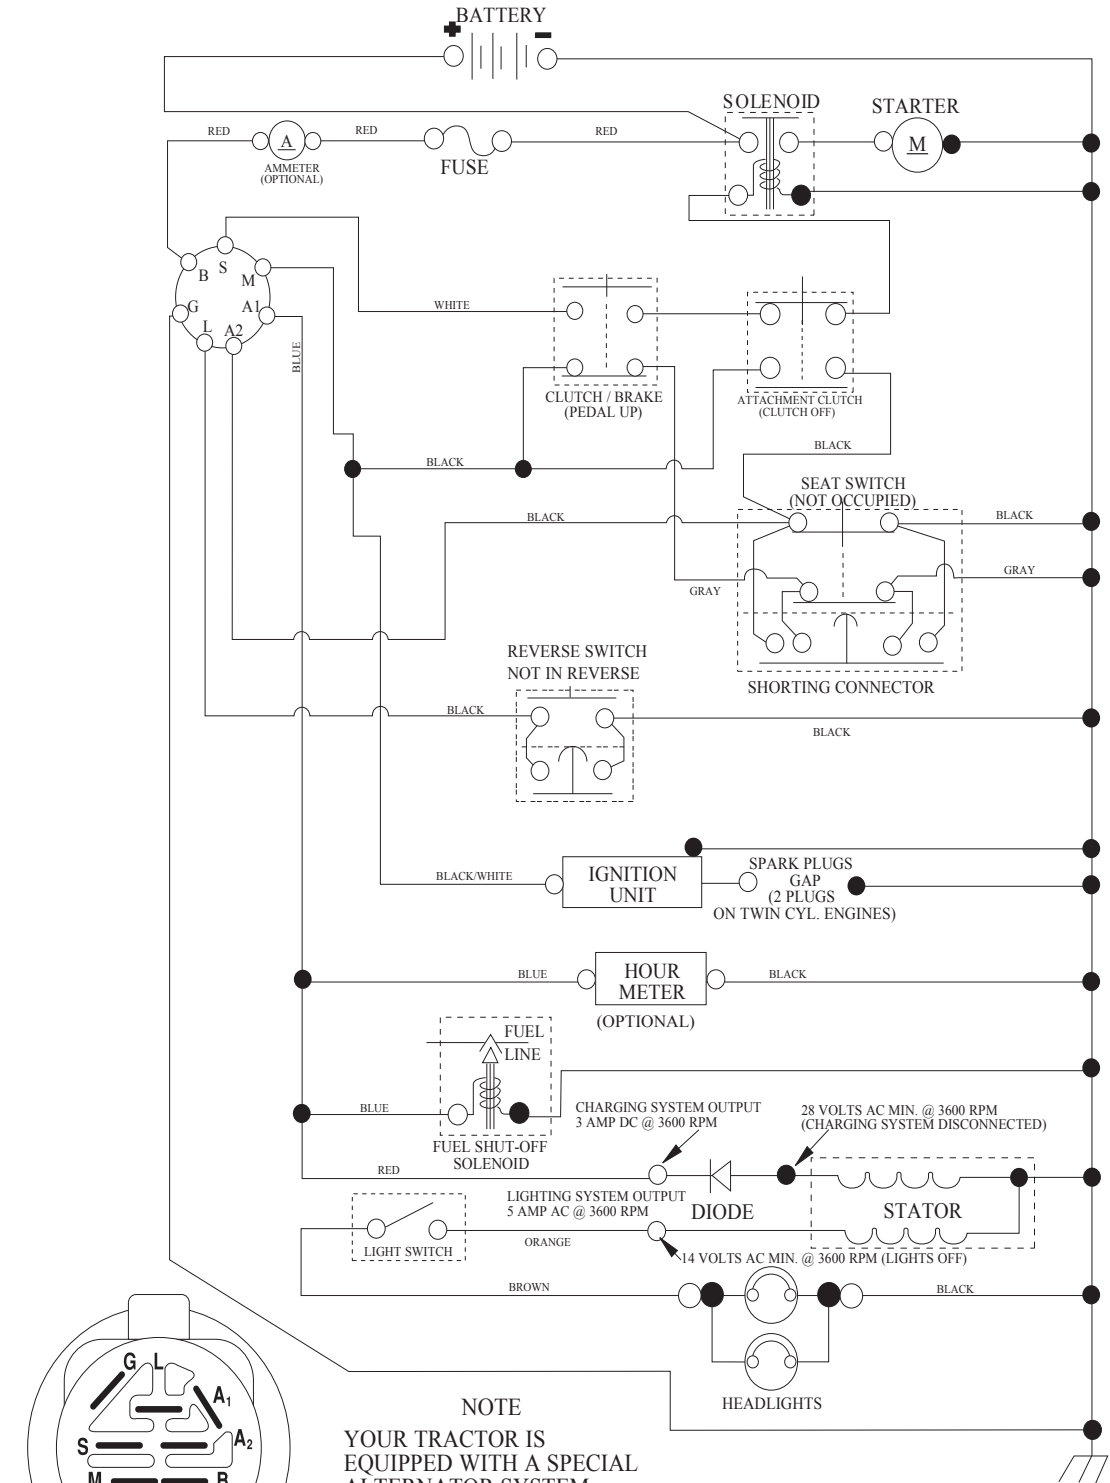 BATTERY
SOLENOID
STARTER
RED
A
RED
RED
M
AMMETER
(OPTIONAL)
FUSE
B
S
M
G
A1
L
A2
BLUE
WHITE
CLUTCH / BRAKE
(PEDAL UP)
ATTACHMENT CLUTCH
(CLUTCH OFF)
BLACK
BLACK
SEAT SWITCH
(NOT OCCUPIED)
BLACK
BLACK
GRAY
GRAY
SHORTING CONNECTOR
REVERSE SWITCH
NOT IN REVERSE
BLACK
BLACK
BLACK/WHITE
IGNITION
UNIT
SPARK PLUGS
GAP
(2 PLUGS
ON TWIN CYL. ENGINES)
BLUE
HOUR
METER
BLACK
(OPTIONAL)
FUEL
LINE
BLUE
FUEL SHUT-OFF
SOLENOID
CHARGING SYSTEM OUTPUT
3 AMP DC @ 3600 RPM
28 VOLTS AC MIN. @ 3600 RPM
(CHARGING SYSTEM DISCONNECTED)
RED
LIGHTING SYSTEM OUTPUT
5 AMP AC @ 3600 RPM
DIODE
STATOR
LIGHT SWITCH
ORANGE
14 VOLTS AC MIN. @ 3600 RPM (LIGHTS OFF)
BROWN
BLACK
HEADLIGHTS
G L
A1
S
A2
M
B
NOTE
YOUR TRACTOR IS
EQUIPPED WITH A SPECIAL
ALTERNATOR SYSTEM